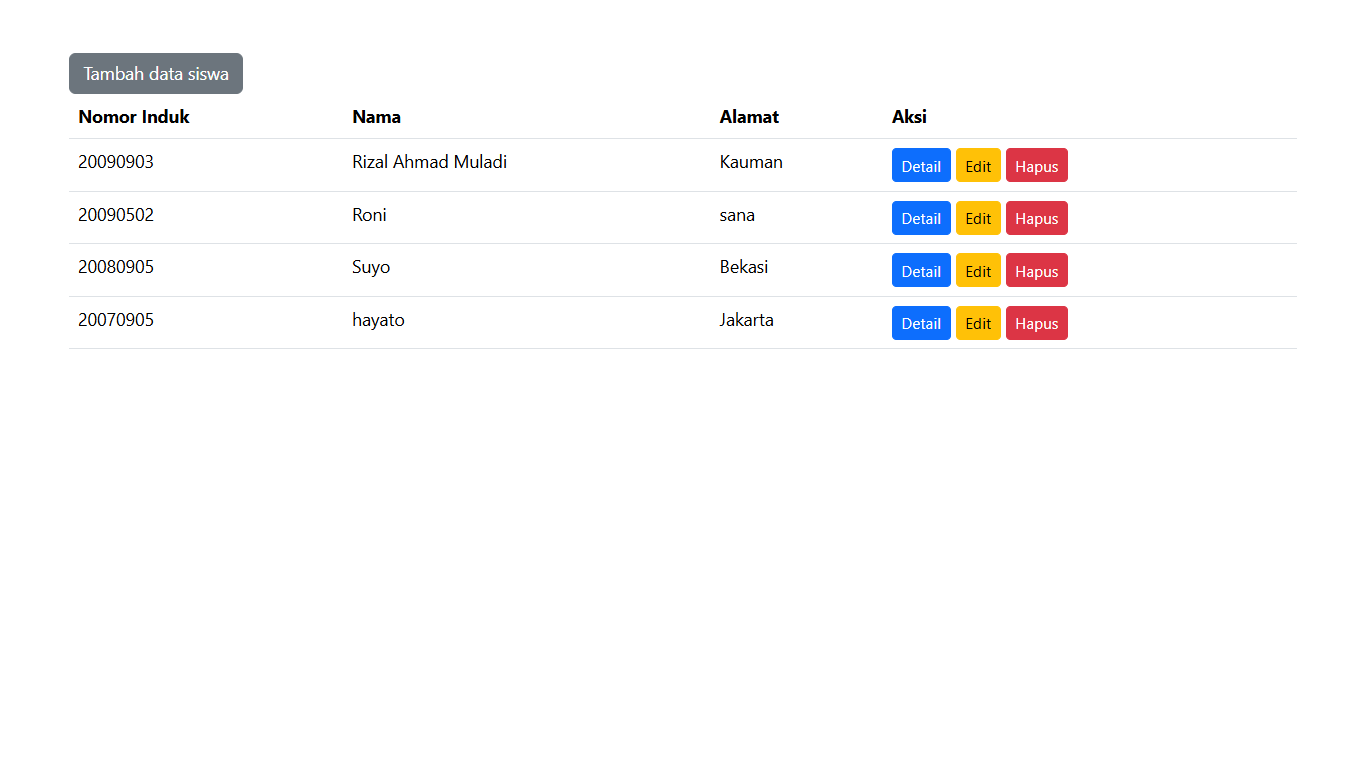 Tambah data siswa
Nomor Induk Nama Alamat Aksi
20090903 Rizal Ahmad Muladi Kauman Detail Edit Hapus
20090502 Roni sana Detail Edit Hapus
20080905 Suyo Bekasi Detail Edit Hapus
20070905 hayato Jakarta Detail Edit Hapus